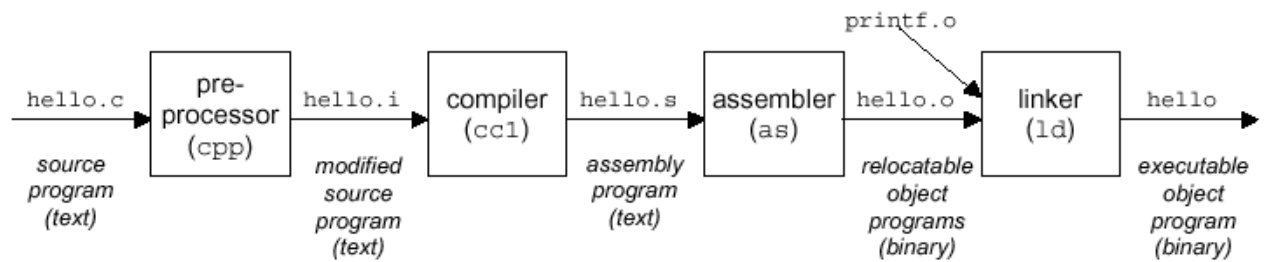 printf.o
hello.c
pre-
processor
(cpp)
hello.i
compiler
(cc1)
hello.s
assembler
(as)
hello.o
linker
(ld)
hello
source
program
(text)
modified
source
program
(text)
assembly
program
(text)
relocatable
object
programs
(binary)
executable
object
program
(binary)